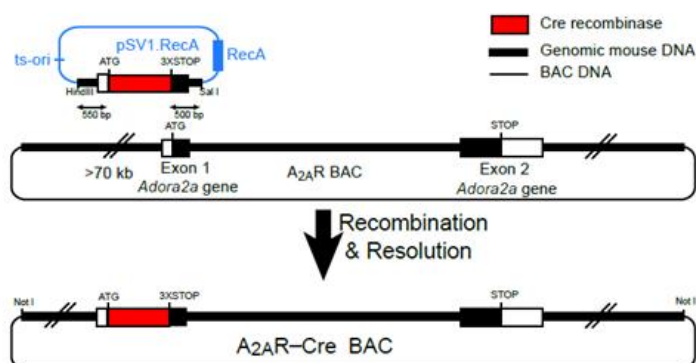 Cre recombinase
Genomic mouse DNA
BAC DNA
pSV1.RecA
ts-ori
RecA
ATG
3XSTOP
HindIII
Sal I
550 bp
500 bp
ATG
STOP
>70 kb
Exon 1
Adora2a gene
A2AR BAC
Exon 2
Adora2a gene
Recombination
& Resolution
Not I
ATG
3XSTOP
STOP
Not I
A2AR–Cre BAC